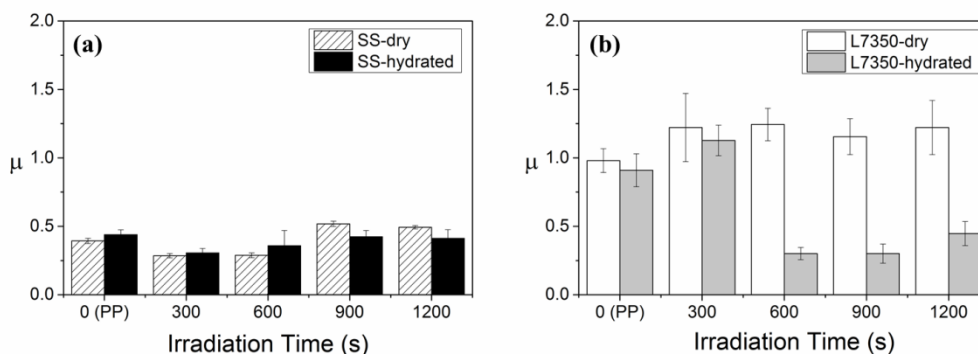 (a)
SS-dry
SS-hydrated
2.0
1.5
1.0
0.5
0.0
μ
0 (PP) 300 600 900 1200
Irradiation Time (s)
(b)
L7350-dry
L7350-hydrated
2.0
1.5
1.0
0.5
0.0
μ
0 (PP) 300 600 900 1200
Irradiation Time (s)